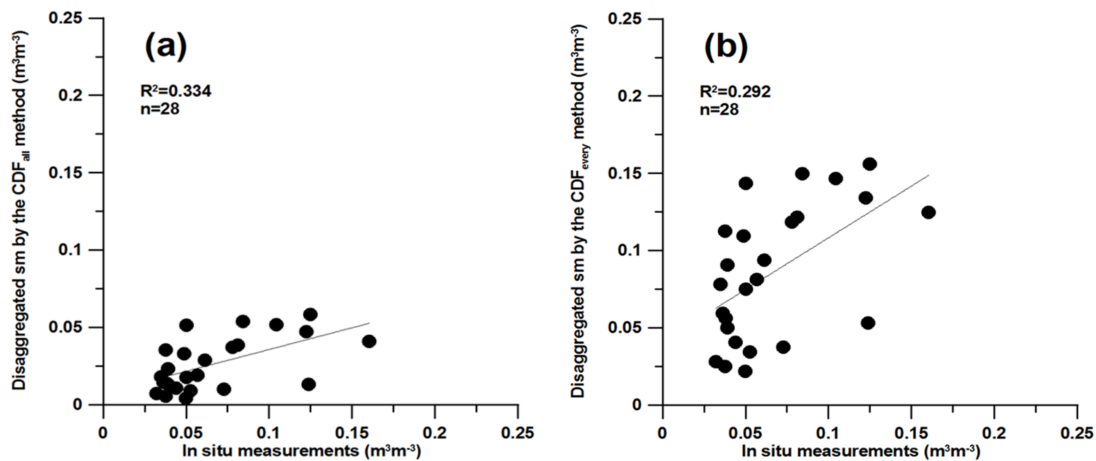 (a)
R²=0.334
n=28
Disaggregated sm by the CDFall method (m³m⁻³)
0.25
0.2
0.15
0.1
0.05
0
0 0.05 0.1 0.15 0.2 0.25
In situ measurements (m³m⁻³)
(b)
R²=0.292
n=28
Disaggregated sm by the CDFevery method (m³m⁻³)
0.25
0.2
0.15
0.1
0.05
0
0 0.05 0.1 0.15 0.2 0.25
In situ measurements (m³m⁻³)